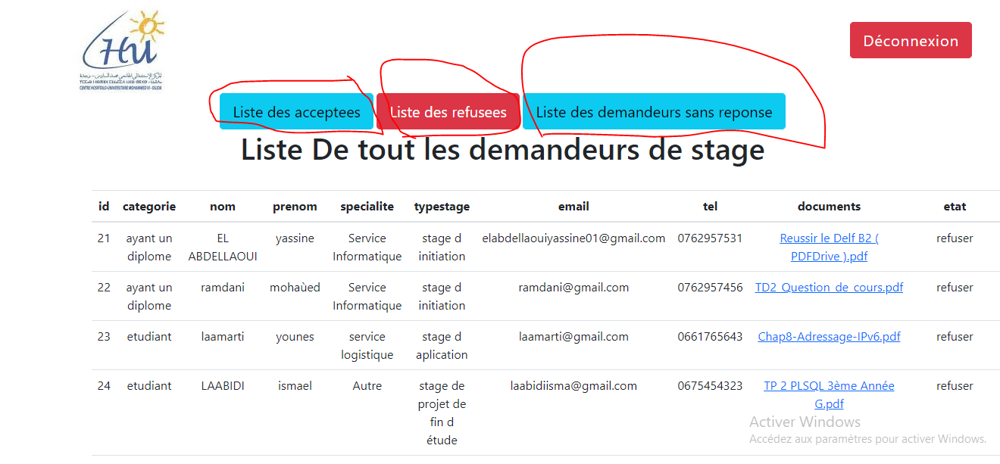 Hu
CENTRE HOSPITALO-UNIVERSITAIRE MOHAMMED VI - OUJDA
Déconnexion
Liste des acceptees
Liste des refusees
Liste des demandeurs sans reponse
Liste De tout les demandeurs de stage
id categorie nom prenom specialite typestage email tel documents etat
21 ayant un diplome EL ABDELLAOUI yassine Service Informatique stage d initiation elabdellaouiyassine01@gmail.com 0762957531 Reussir le Delf B2 ( PDFDrive ).pdf refuser
22 ayant un diplome ramdani mohaùed Service Informatique stage d initiation ramdani@gmail.com 0762957456 TD2_Question_de_cours.pdf refuser
23 etudiant laamarti younes service logistique stage d aplication laamarti@gmail.com 0661765643 Chap8-Adressage-IPv6.pdf refuser
24 etudiant LAABIDI ismael Autre stage de projet de fin d étude laabidiisma@gmail.com 0675454323 TP 2 PLSQL 3ème Année G.pdf refuser
Activer Windows
Accédez aux paramètres pour activer Windows.